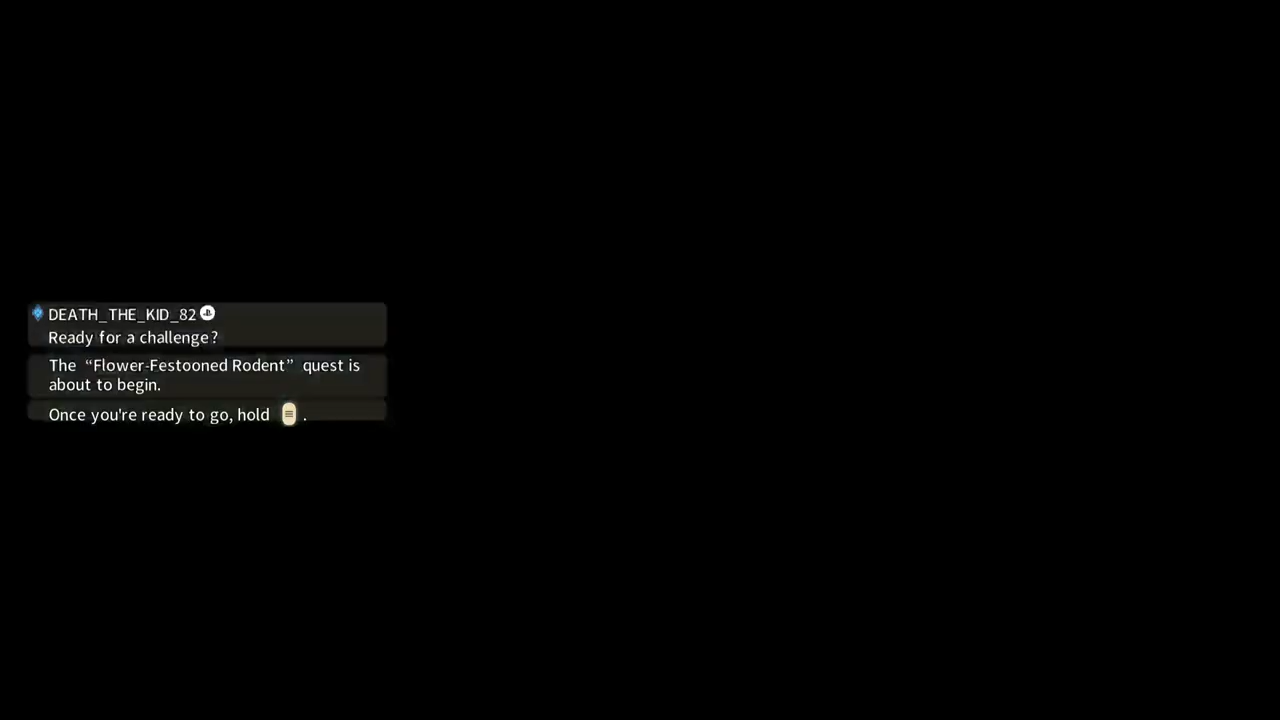 DEATH_THE_KID_82
Ready for a challenge?
The “Flower-Festooned Rodent” quest is
about to begin.
Once you're ready to go, hold .